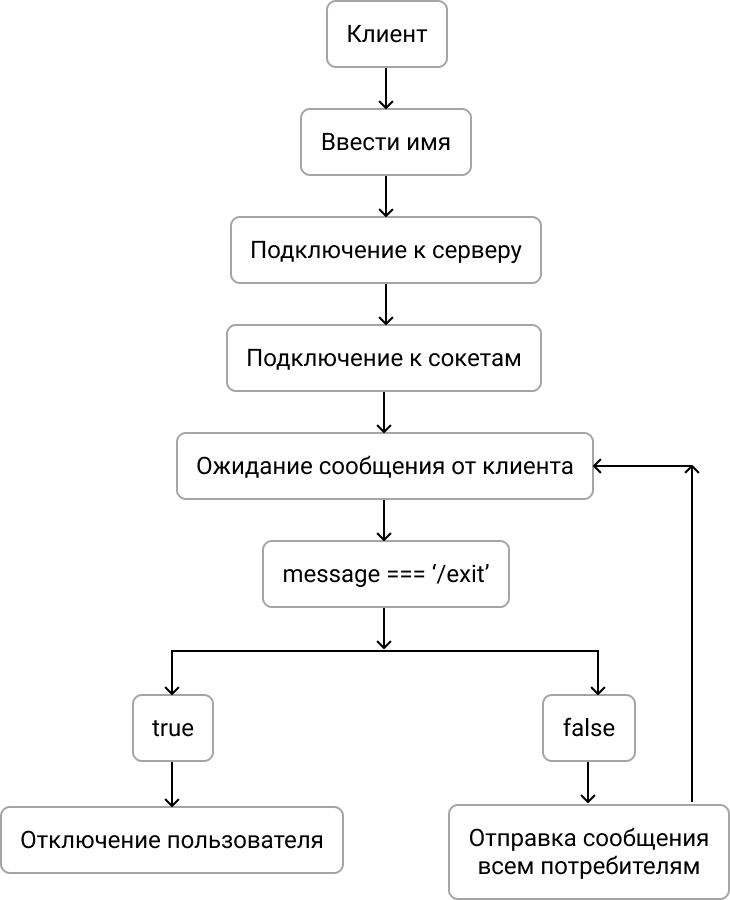 Клиент
Ввести имя
Подключение к серверу
Подключение к сокетам
Ожидание сообщения от клиента
message === ‘/exit’
true
false
Отключение пользователя
Отправка сообщения
всем потребителям